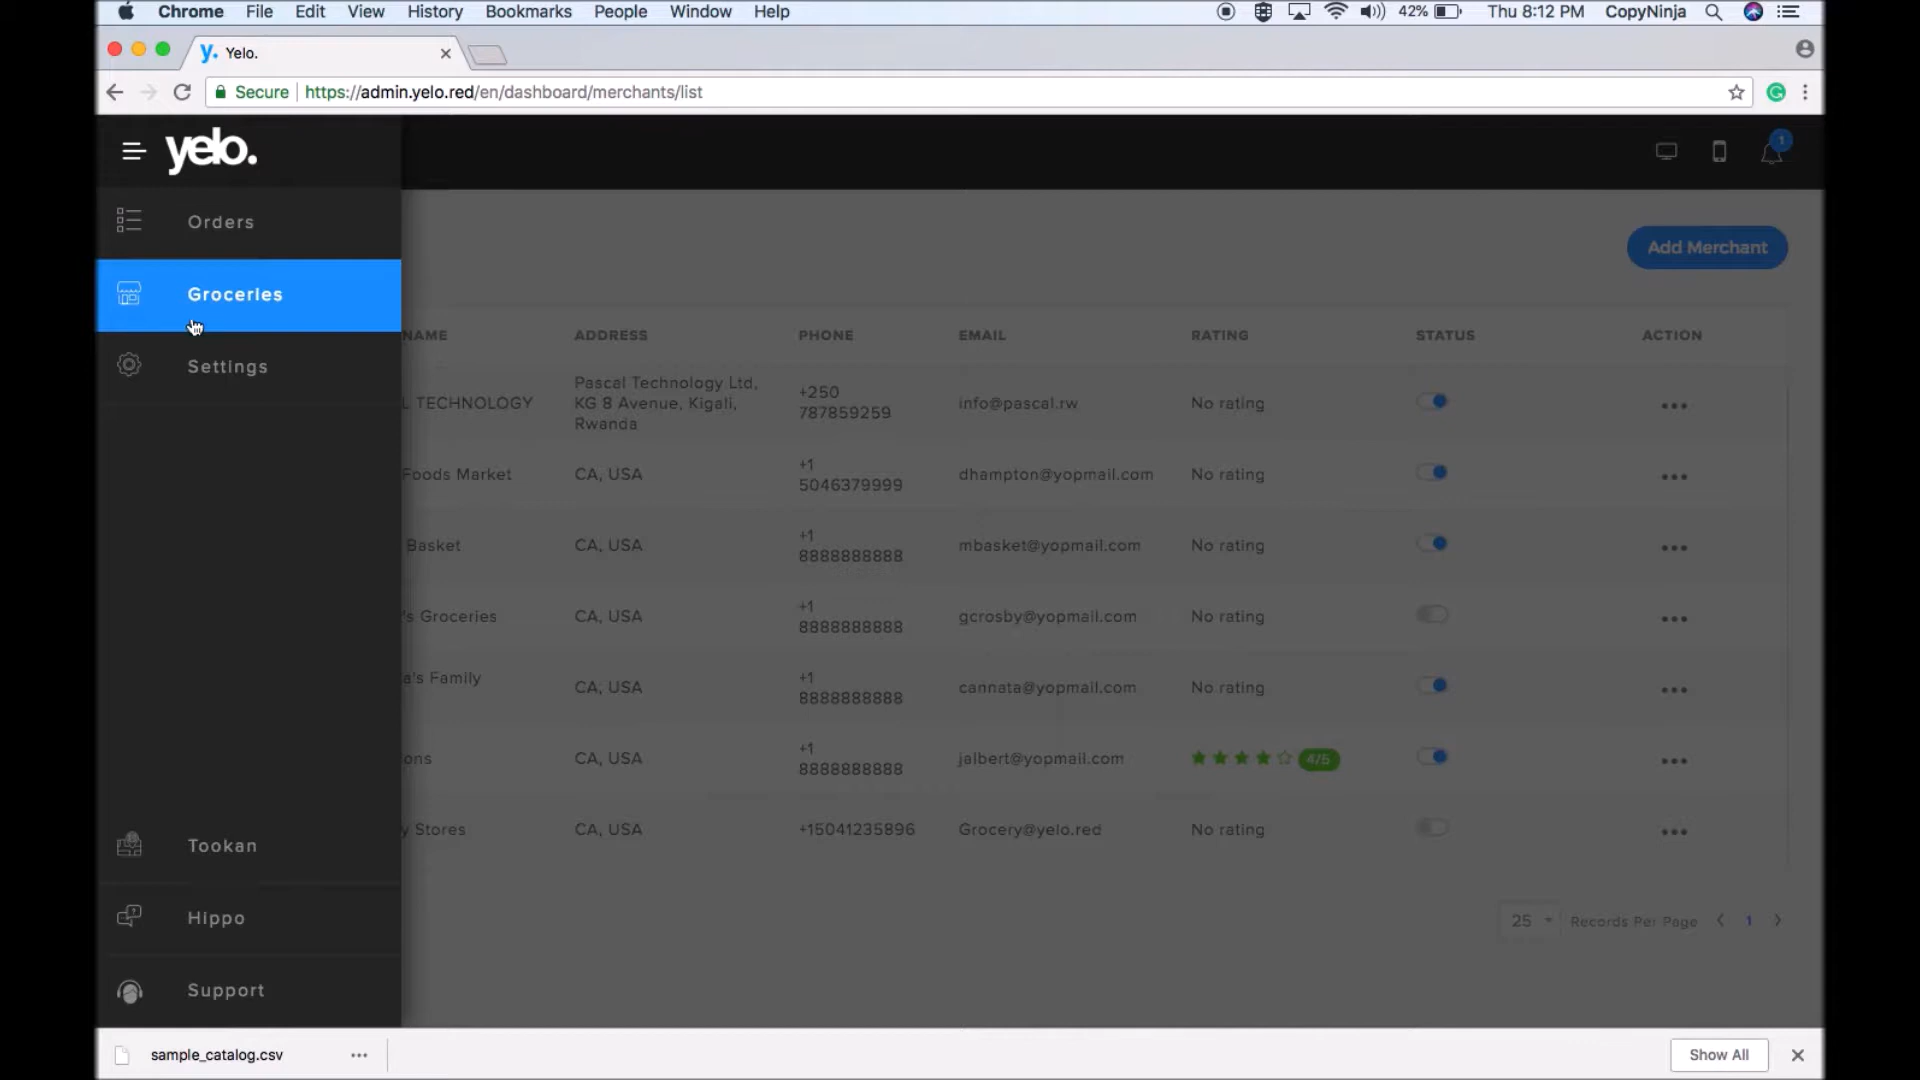 Chrome File Edit View History Bookmarks People Window Help 42% Thu 8:12 PM CopyNinja
y. Yelo.
Secure https://admin.yelo.red/en/dashboard/merchants/list
yelo.
1
Orders
Add Merchant
Groceries
NAME ADDRESS PHONE EMAIL RATING STATUS ACTION
Settings
L TECHNOLOGY
Pascal Technology Ltd,
KG 8 Avenue, Kigali,
Rwanda
+250
787859259
info@pascal.rw
No rating
Foods Market
CA, USA
+1
5046379999
dhampton@yopmail.com
No rating
Basket
CA, USA
+1
8888888888
mbasket@yopmail.com
No rating
's Groceries
CA, USA
+1
8888888888
gcrosby@yopmail.com
No rating
a's Family
CA, USA
+1
8888888888
cannata@yopmail.com
No rating
ons
CA, USA
+1
8888888888
jalbert@yopmail.com
4/5
y Stores
CA, USA
+15041235896
Grocery@yelo.red
No rating
Tookan
Hippo
25 Records Per Page 1
Support
sample_catalog.csv
Show All